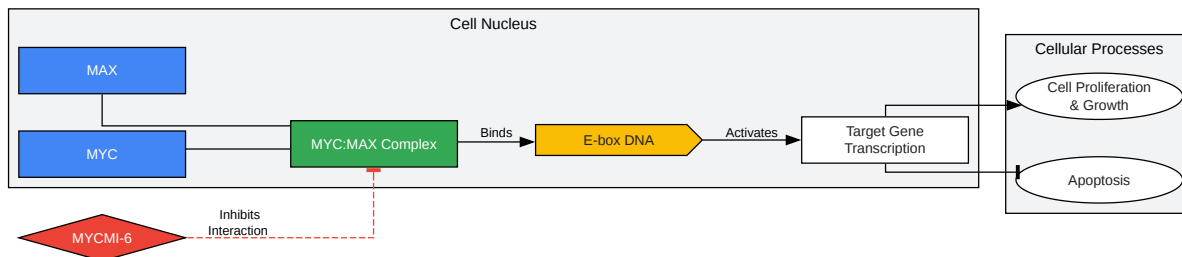 Cell Nucleus
Cellular Processes
MAX
MYC
MYC:MAX Complex
Binds
E-box DNA
Activates
Target Gene
Transcription
Cell Proliferation
& Growth
Apoptosis
MYCMI-6
Inhibits
Interaction